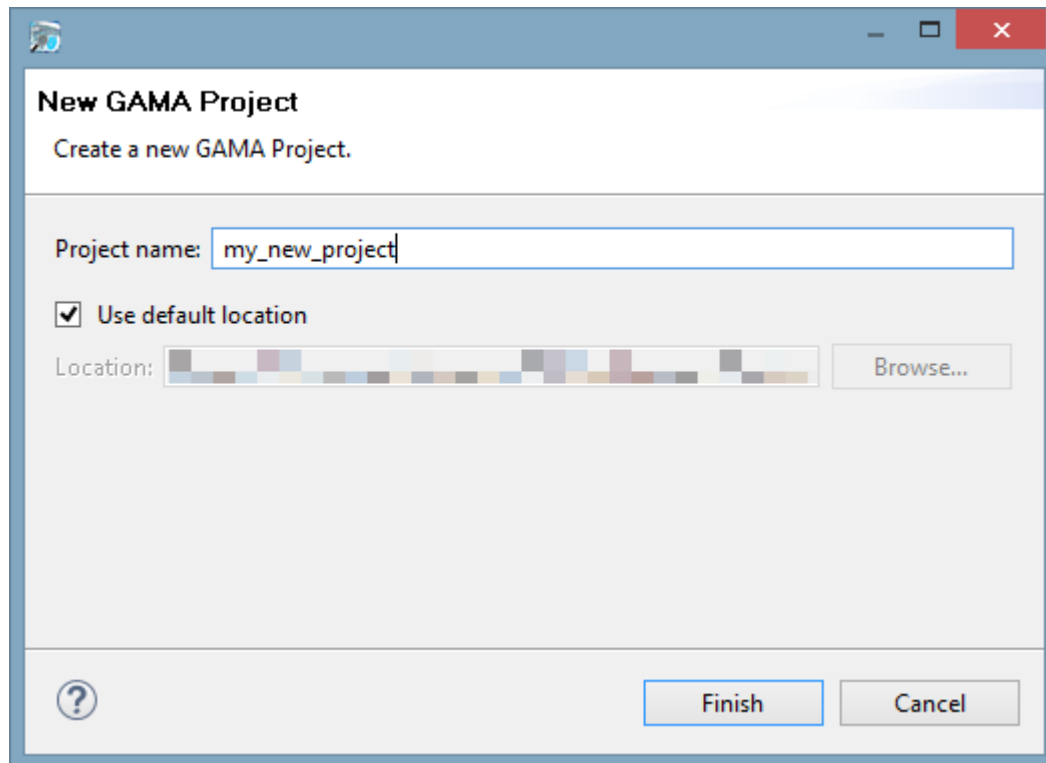 New GAMA Project
Create a new GAMA Project.
Project name: my_new_project
Use default location
Location: Browse...
?
Finish Cancel